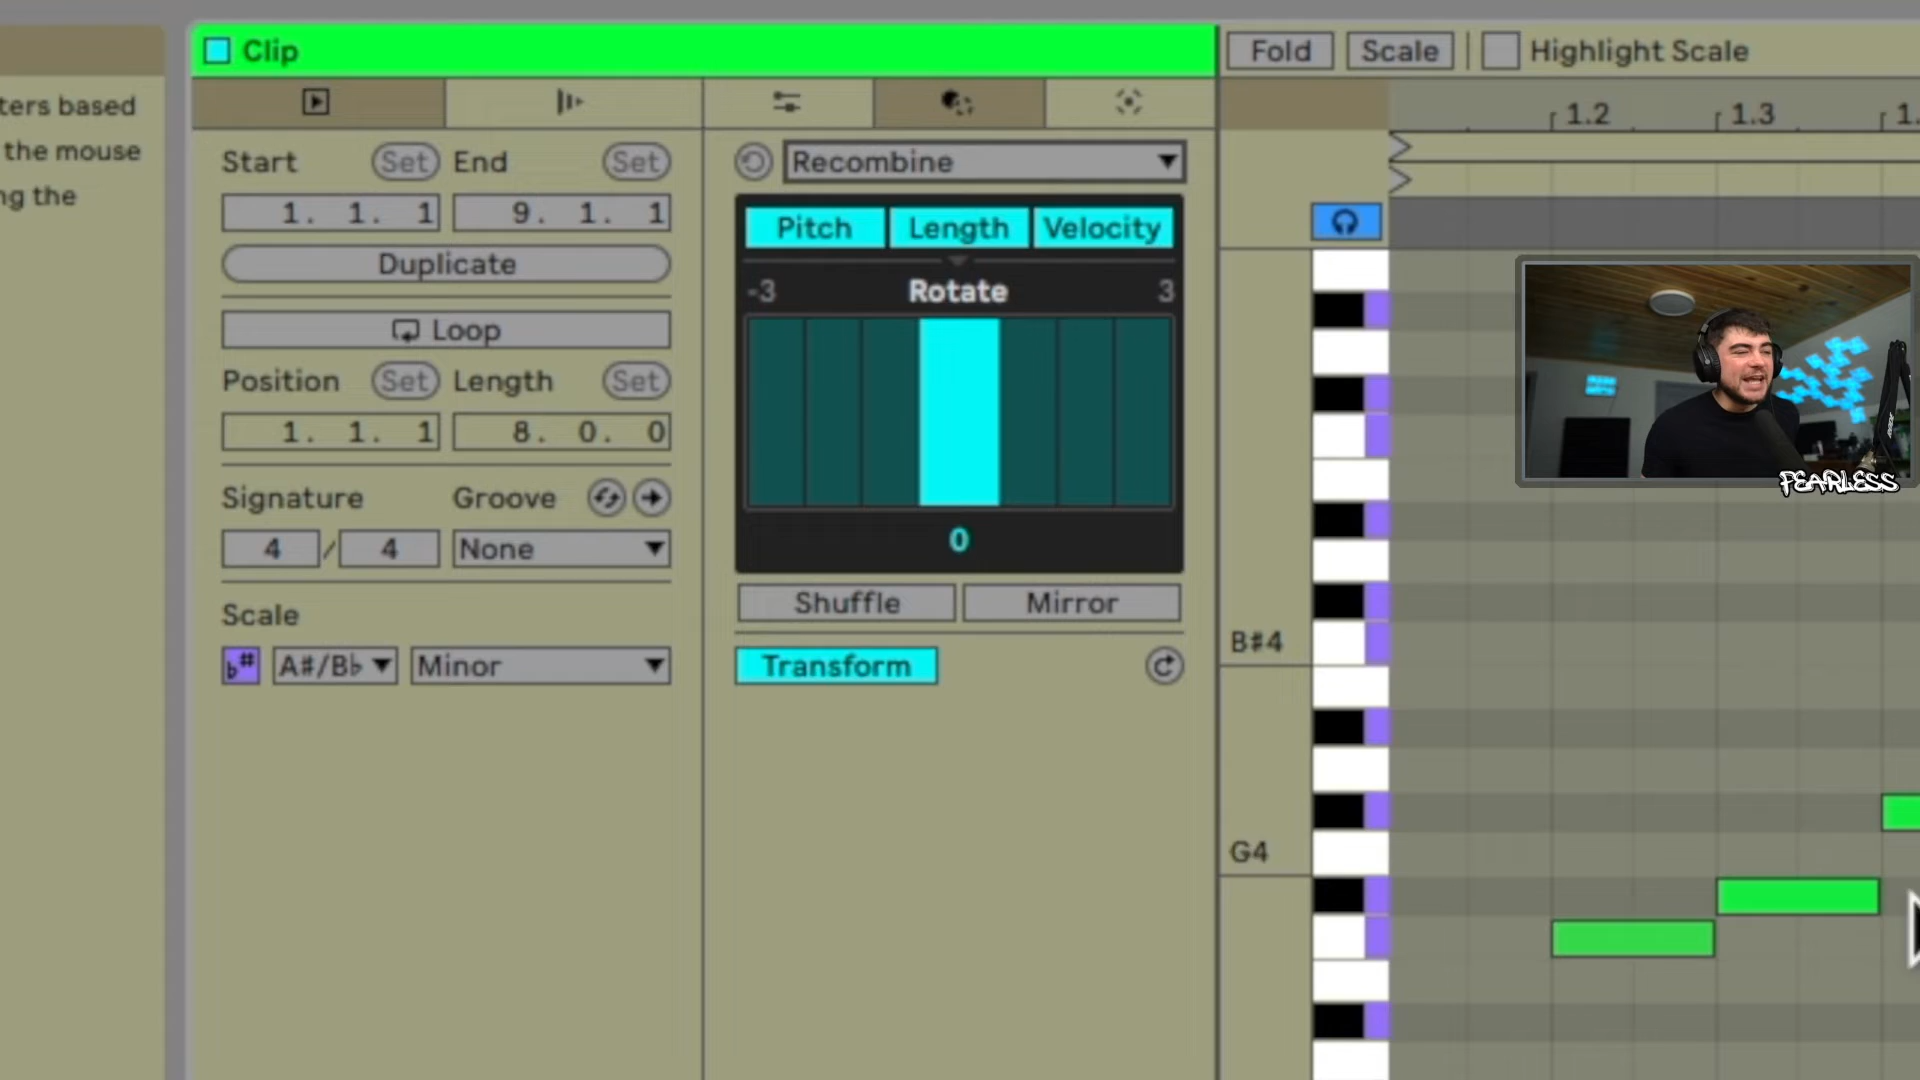 Clip
Fold Scale Highlight Scale
ters based
the mouse
ng the
Start Set End Set
1. 1. 1 9. 1. 1
Duplicate
Loop
Position Set Length Set
1. 1. 1 8. 0. 0
Signature Groove
4 / 4 None
Scale
b# A#/B♭ Minor
Recombine
Pitch Length Velocity
-3 Rotate 3
0
Shuffle Mirror
Transform
1.2 1.3 1.
B#4
G4
FEARLESS